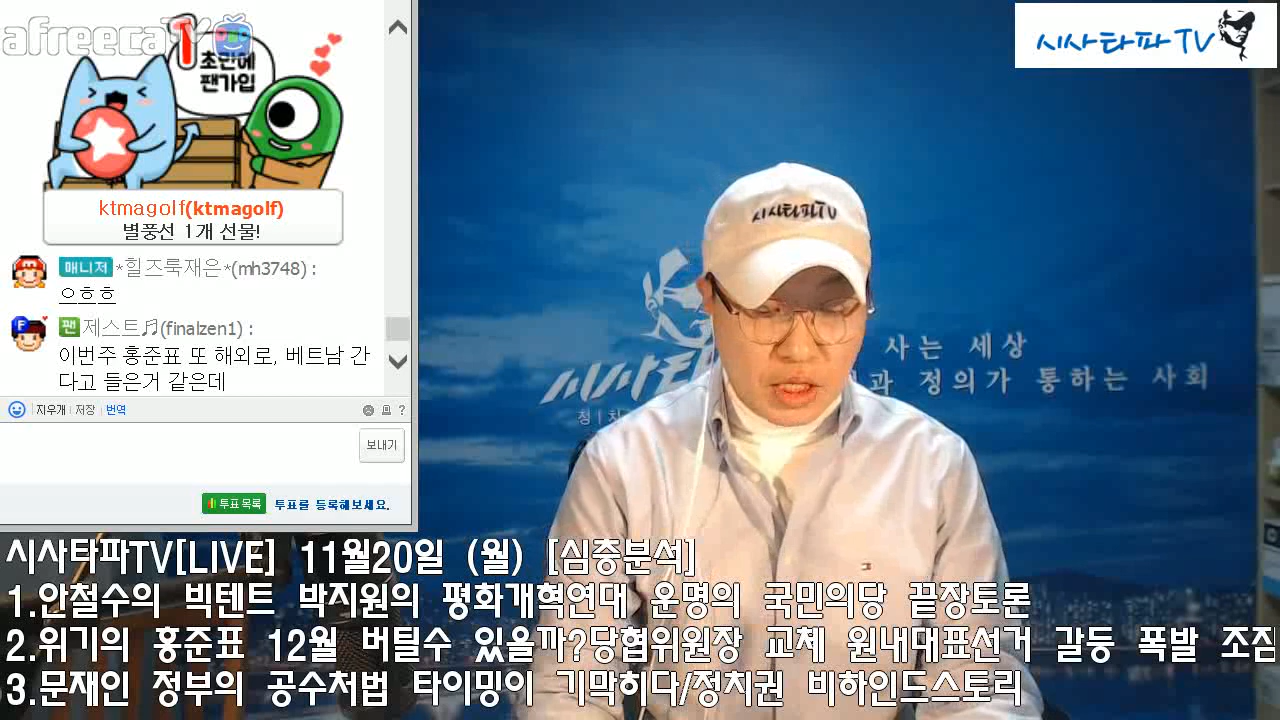 afreecaTV
1
초만에
팬가입
ktmagolf(ktmagolf)
별풍선 1개 선물!
매니저 *힐즈룩재은*(mh3748) :
으흐흐
팬 제스트♬(finalzen1) :
이번주 홍준표 또 해외로, 베트남 간
다고 들은거 같은데
지우개 | 저장 | 번역
?
보내기
투표목록 투표를 등록해보세요.
시사타파TV
시사타파TV
사는 세상
시사타
과 정의가 통하는 사회
시사타파TV[LIVE] 11월20일 (월) [심층분석]
1.안철수의 빅텐트 박지원의 평화개혁연대 운명의 국민의당 끝장토론
2.위기의 홍준표 12월 버틸수 있을까?당협위원장 교체 원내대표선거 갈등 폭발 조짐
3.문재인 정부의 공수처법 타이밍이 기막히다/정치권 비하인드스토리